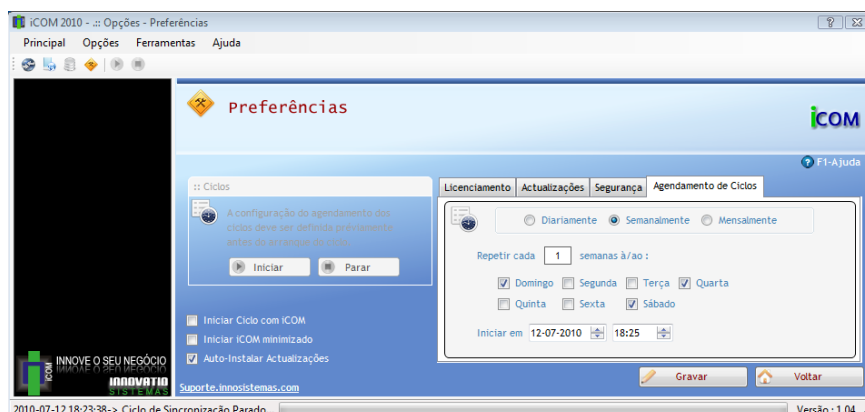 iCOM 2010 - .:: Opções - Preferências
Principal Opções Ferramentas Ajuda
Preferências
iCOM
F1-Ajuda
:: Ciclos
A configuração do agendamento dos
ciclos deve ser definida previamente
antes do arranque do ciclo.
Iniciar Parar
Iniciar Ciclo com iCOM
Iniciar iCOM minimizado
Auto-Instalar Actualizações
Suporte.innosistemas.com
Licenciamento Actualizações Segurança Agendamento de Ciclos
Diariamente Semanalmente Mensalmente
Repetir cada 1 semanas à/ao :
Domingo Segunda Terça Quarta
Quinta Sexta Sábado
Iniciar em 12-07-2010 18:25
Gravar Voltar
iCOM
INNOVE O SEU NEGÓCIO
INNOVATIO
SISTEMAS
2010-07-12 18:23:38-> Ciclo de Sincronização Parado
Versão : 1.04